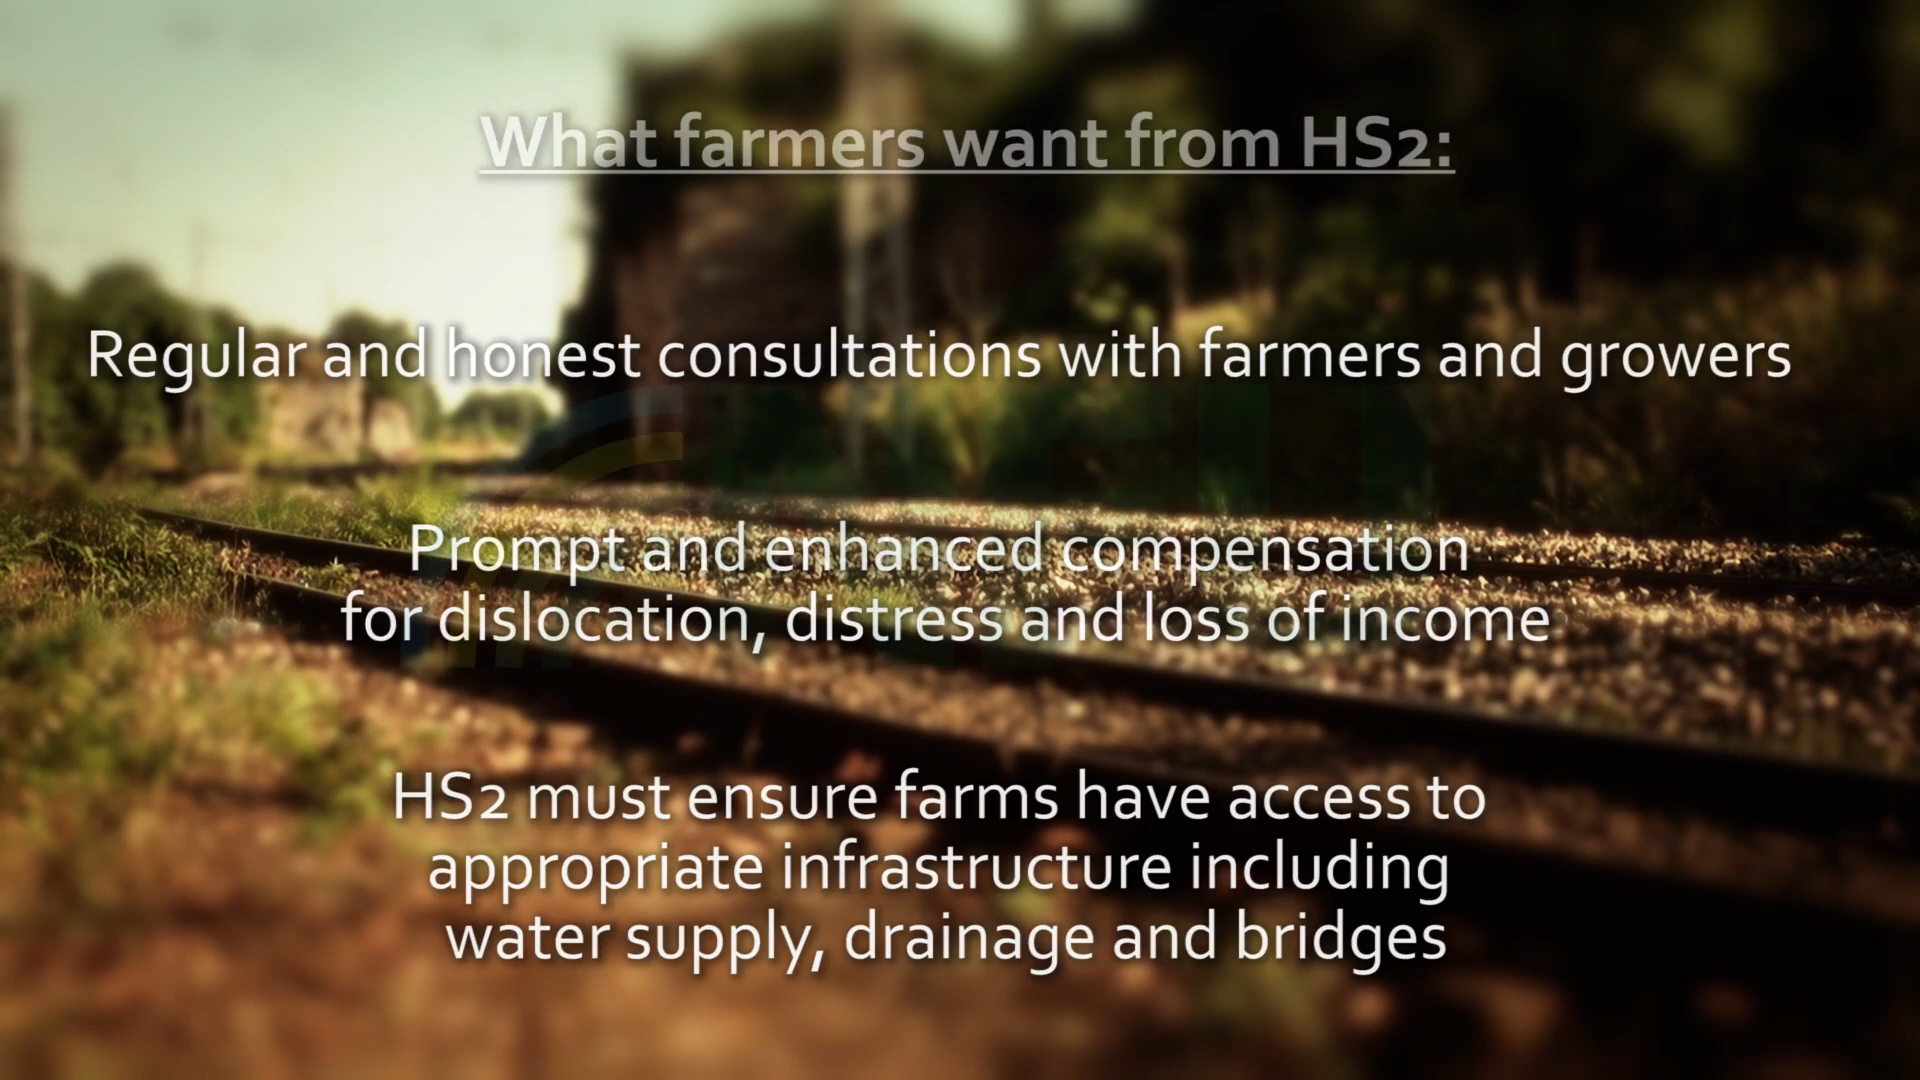 What farmers want from HS2:
Regular and honest consultations with farmers and growers
Prompt and enhanced compensation
for dislocation, distress and loss of income
HS2 must ensure farms have access to
appropriate infrastructure including
water supply, drainage and bridges